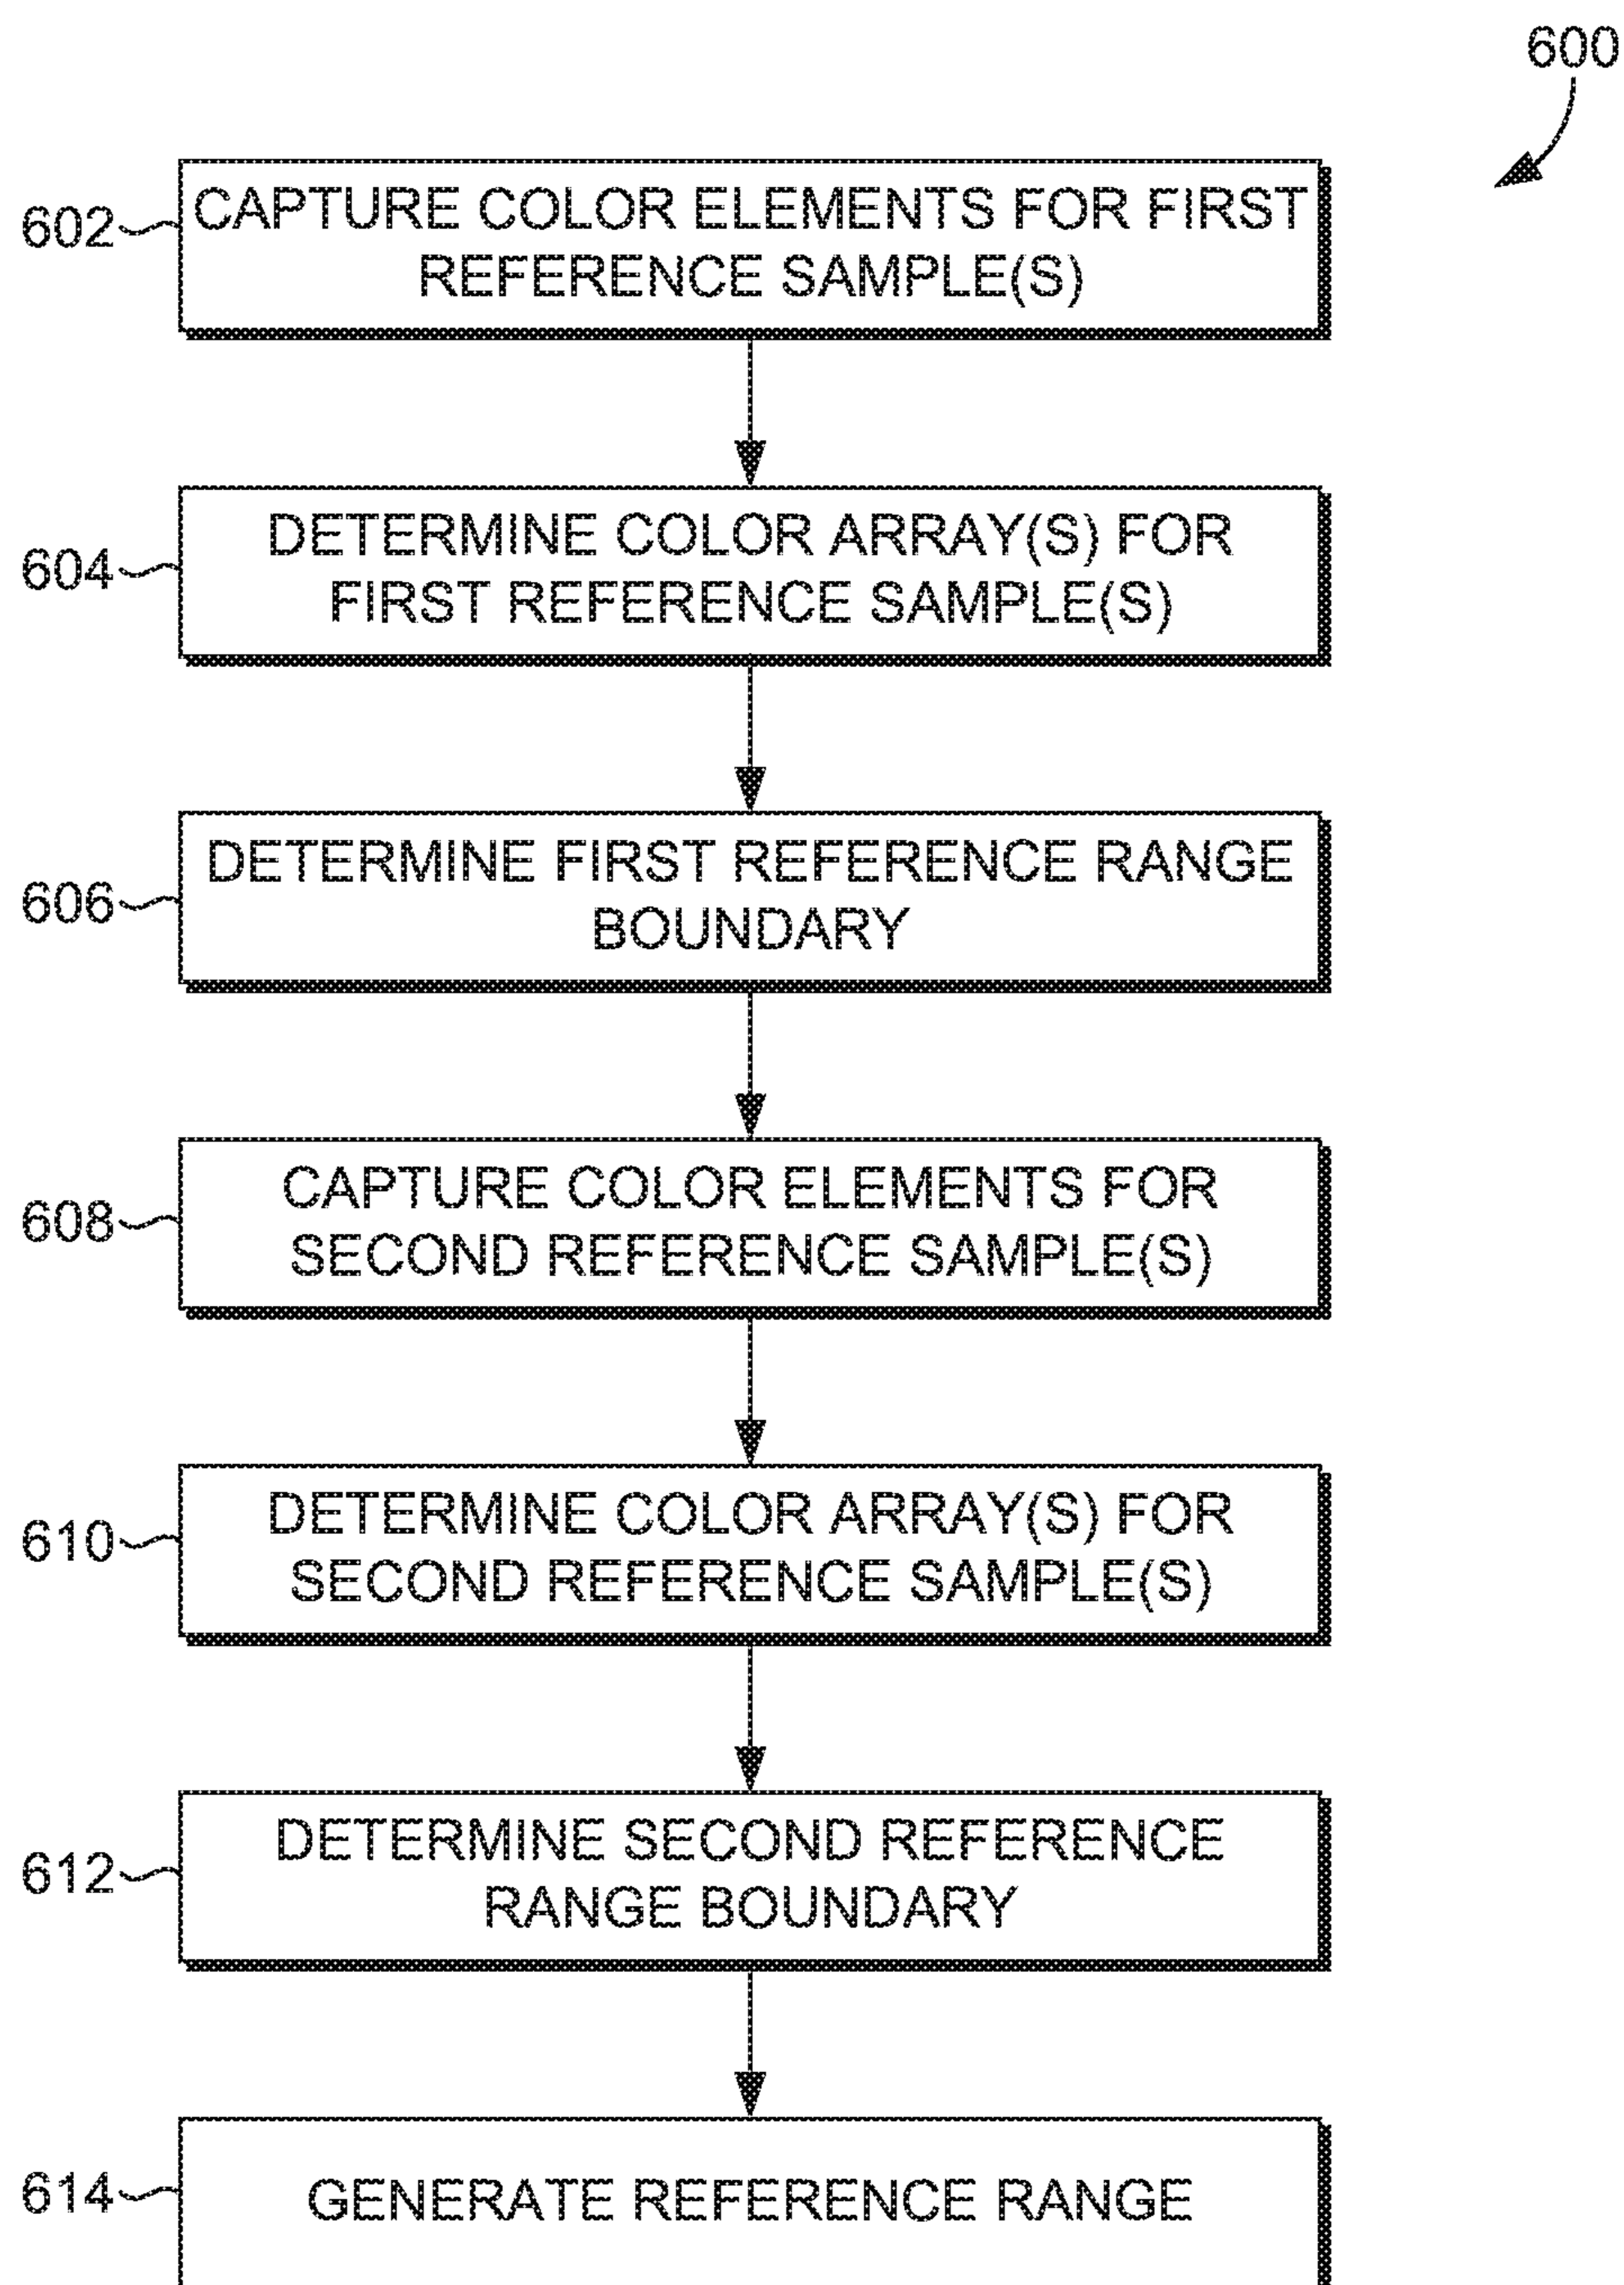 600
602
CAPTURE COLOR ELEMENTS FOR FIRST
REFERENCE SAMPLE(S)
604
DETERMINE COLOR ARRAY(S) FOR
FIRST REFERENCE SAMPLE(S)
606
DETERMINE FIRST REFERENCE RANGE
BOUNDARY
608
CAPTURE COLOR ELEMENTS FOR
SECOND REFERENCE SAMPLE(S)
610
DETERMINE COLOR ARRAY(S) FOR
SECOND REFERENCE SAMPLE(S)
612
DETERMINE SECOND REFERENCE
RANGE BOUNDARY
614
GENERATE REFERENCE RANGE